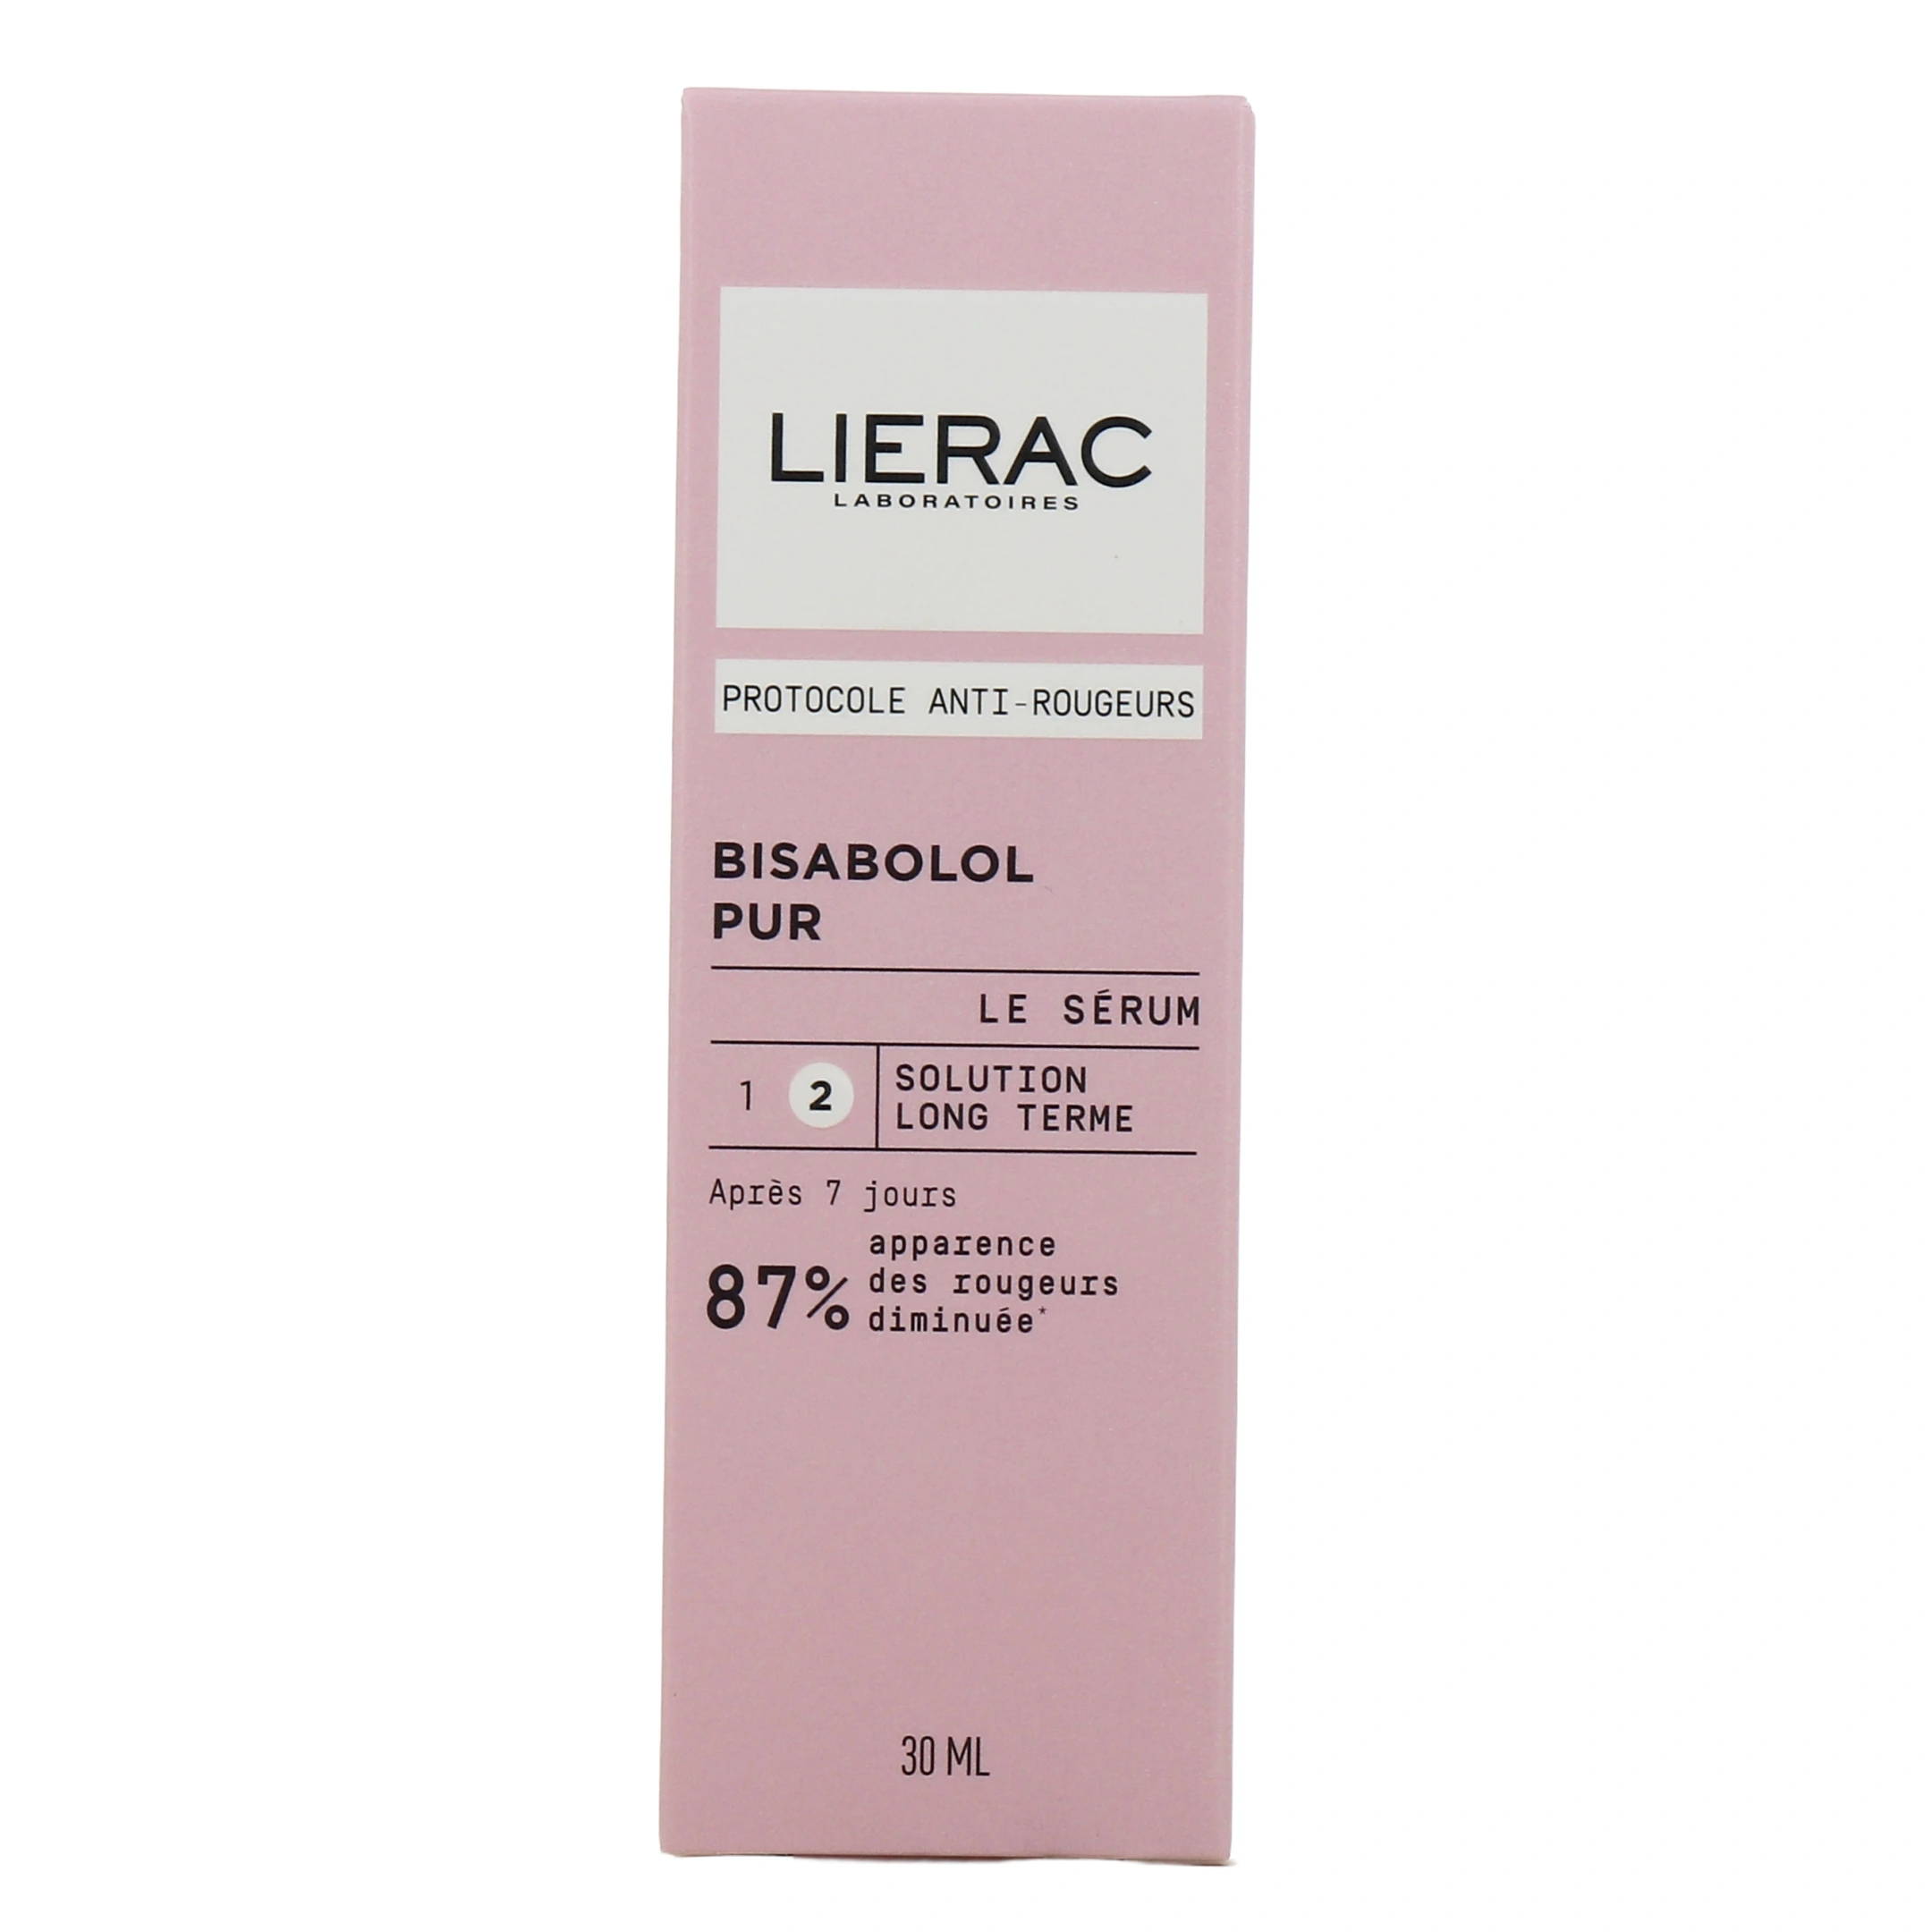 LIERAC
LABORATOIRES
PROTOCOLE ANTI-ROUGEURS
BISABOLOL
PUR
LE SÉRUM
1 2
SOLUTION
LONG TERME
Après 7 jours
87%
apparence
des rougeurs
diminuée*
30 ML